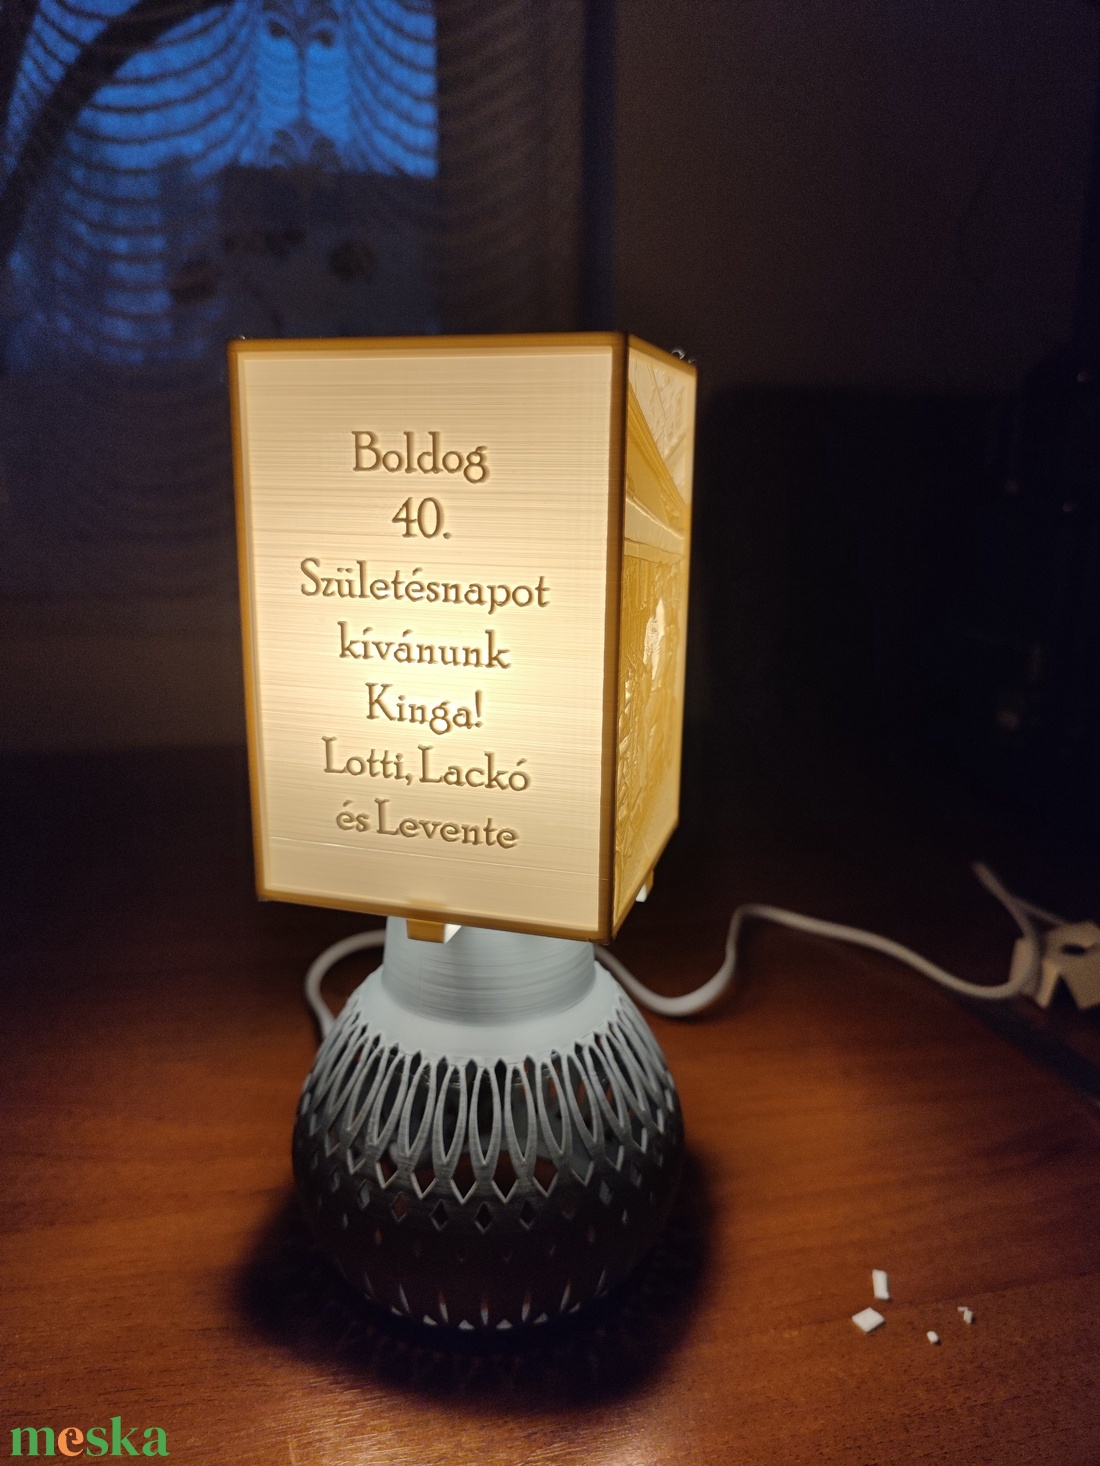 Boldog
40.
Születésnapot
kívánunk
Kinga!
Lotti, Lackó
és Levente
meska